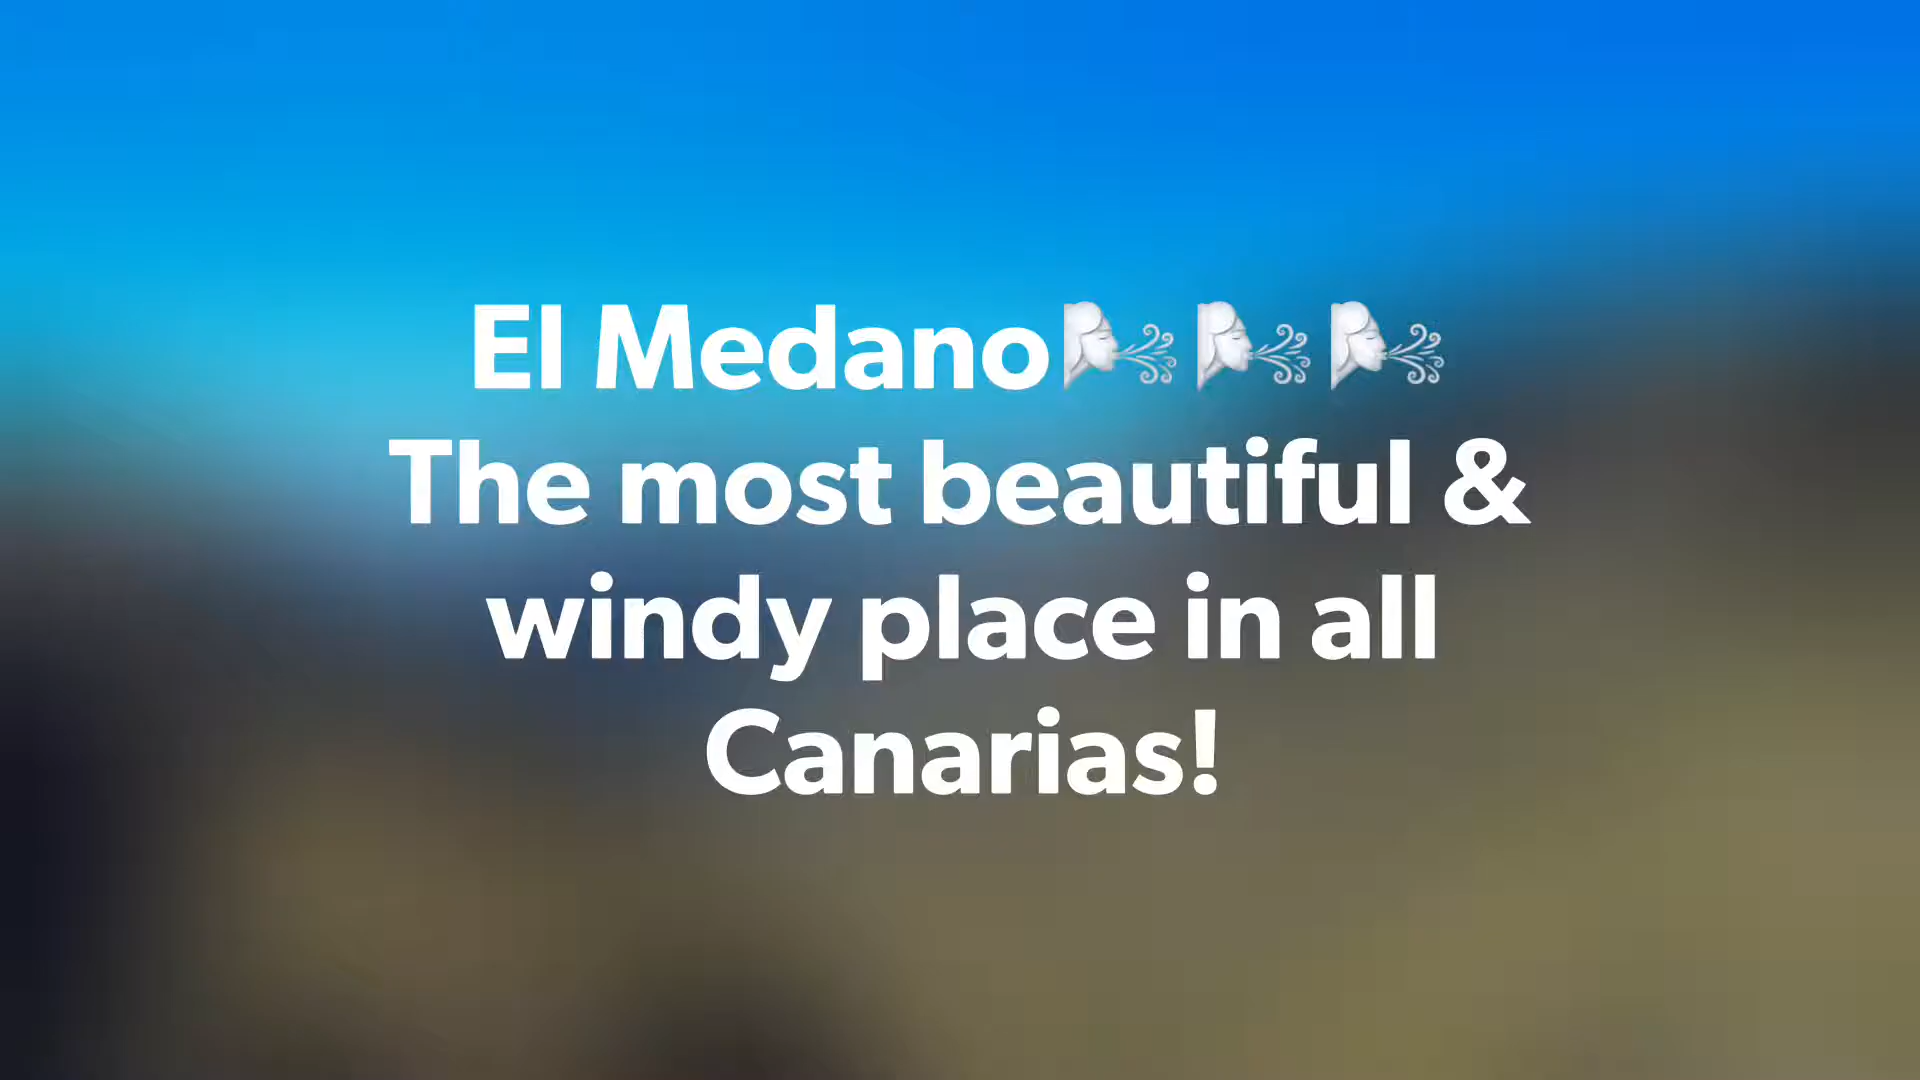 El Medano🌬🌬🌬
The most beautiful &
windy place in all
Canarias!